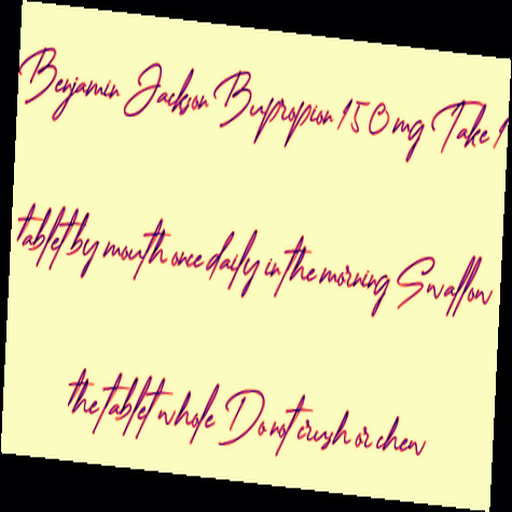 Benjamin Jackson Bupropion 150 mg Take 1
tablet by mouth once daily in the morning Swallow
the tablet whole Do not crush or chew